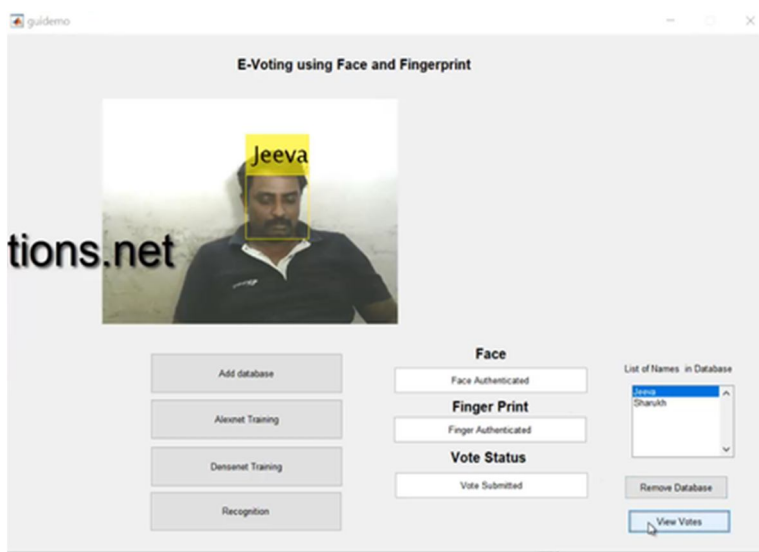 guidemo
E-Voting using Face and Fingerprint
Jeeva
tions.net
Face
Add database
Face Authenticated
List of Names in Database
Jeeva
Sharukh
Alexnet Training
Finger Print
Finger Authenticated
Densenet Training
Vote Status
Vote Submitted
Remove Database
Recognition
View Votes